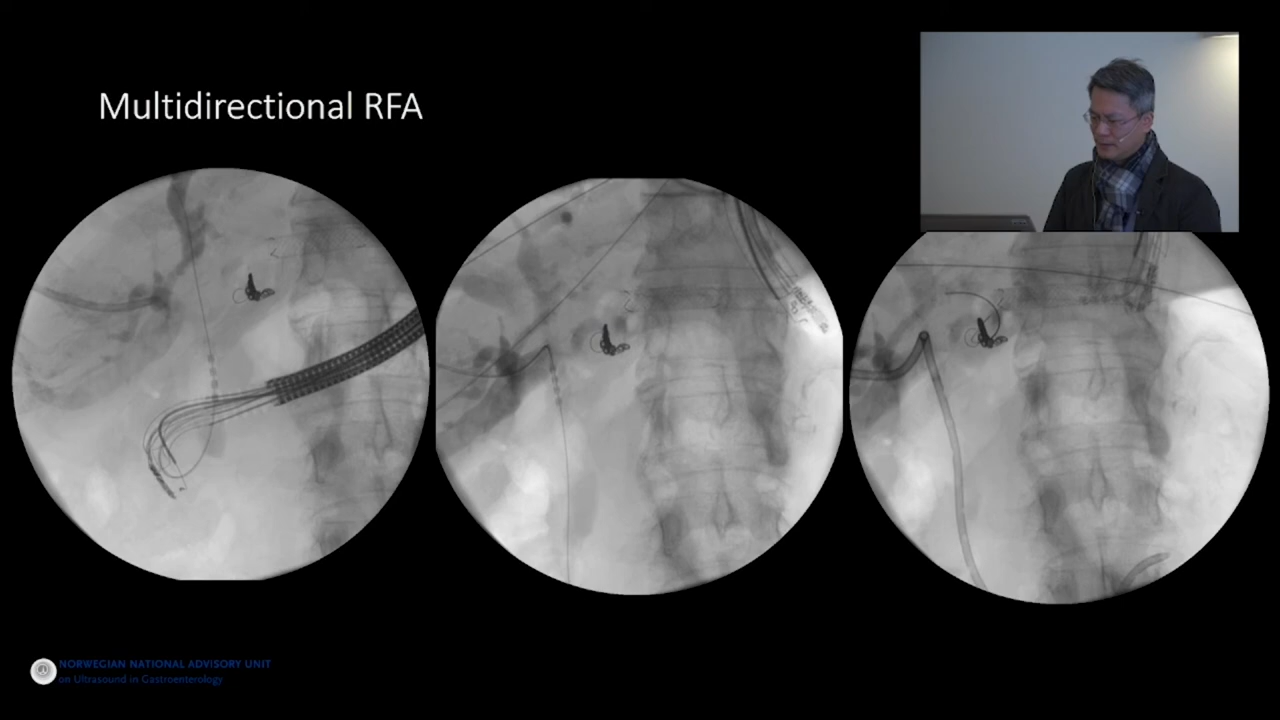 Multidirectional RFA
NORWEGIAN NATIONAL ADVISORY UNIT
on Ultrasound in Gastroenterology